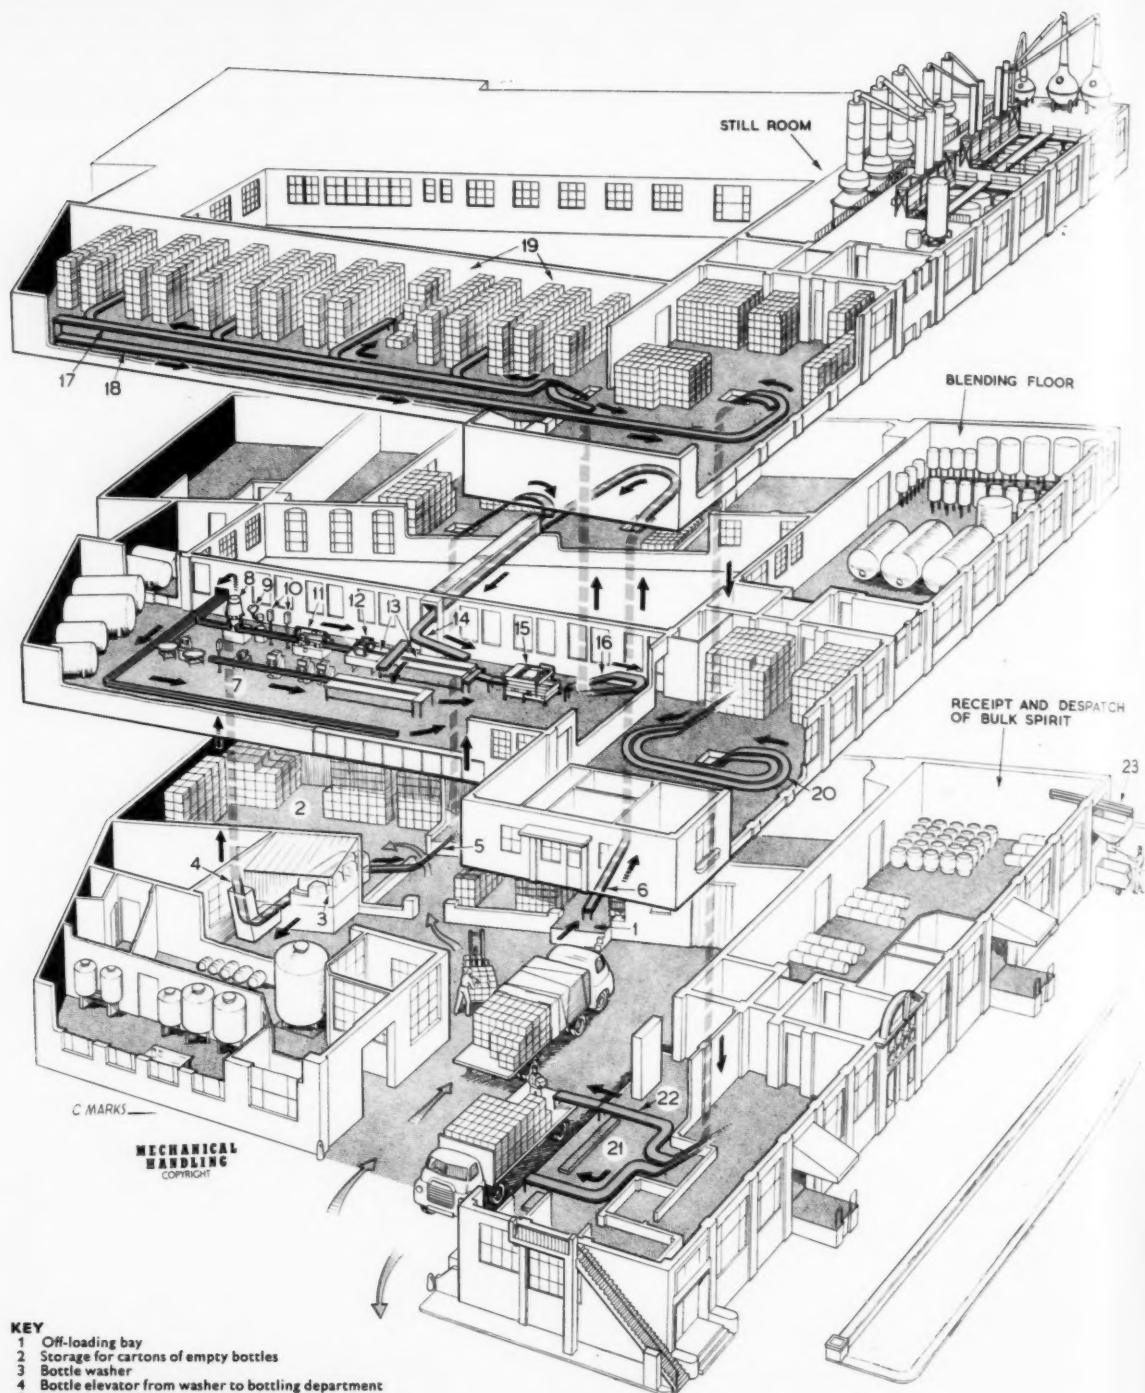 STILL ROOM
19
17
18
BLENDING FLOOR
8
9
10
11
12
13
14
15
16
7
RECEIPT AND DESPATCH
OF BULK SPIRIT
23
20
2
5
4
6
3
1
22
21
C MARKS
MECHANICAL
HANDLING
COPYRIGHT
KEY
1 Off-loading bay
2 Storage for cartons of empty bottles
3 Bottle washer
4 Bottle elevator from washer to bottling department